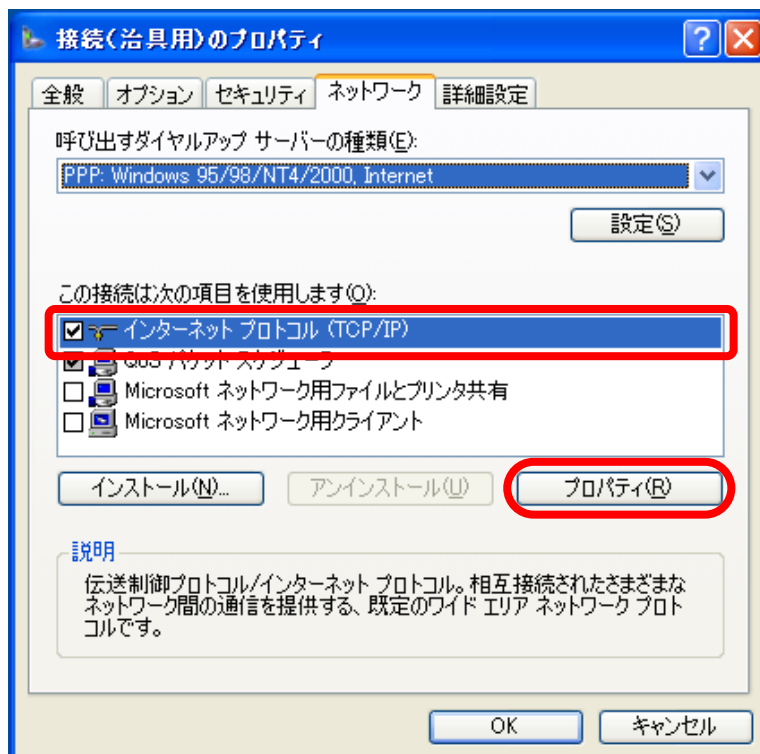 接続(治具用)のプロパティ
全般
オプション
セキュリティ
ネットワーク
詳細設定
呼び出すダイヤルアップ サーバーの種類(E):
PPP: Windows 95/98/NT4/2000, Internet
設定(S)
この接続は次の項目を使用します(O):
インターネット プロトコル (TCP/IP)
QoS パケット スケジューラ
Microsoft ネットワーク用ファイルとプリンタ共有
Microsoft ネットワーク用クライアント
インストール(N)...
アンインストール(U)
プロパティ(R)
説明
伝送制御プロトコル/インターネット プロトコル。相互接続されたさまざまな
ネットワーク間の通信を提供する、既定のワイド エリア ネットワーク プロト
コルです。
OK
キャンセル